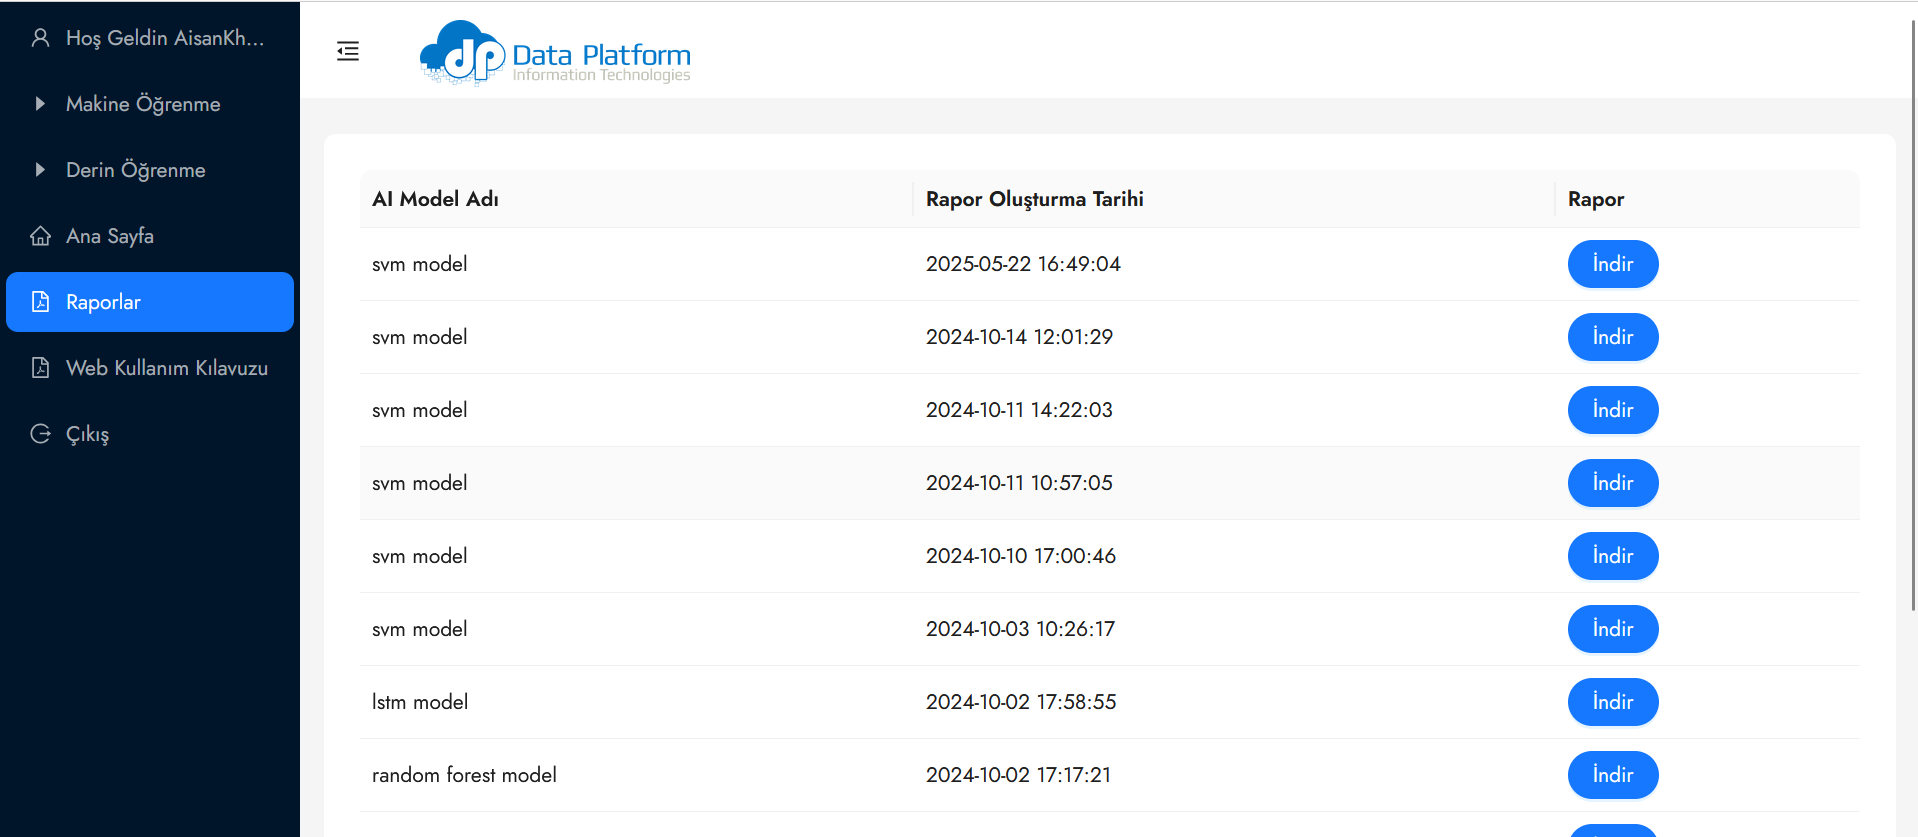 Hoş Geldin AisanKh...
Makine Öğrenme
Derin Öğrenme
Ana Sayfa
Raporlar
Web Kullanım Kılavuzu
Çıkış
dp Data Platform
Information Technologies
AI Model Adı Rapor Oluşturma Tarihi Rapor
svm model 2025-05-22 16:49:04 İndir
svm model 2024-10-14 12:01:29 İndir
svm model 2024-10-11 14:22:03 İndir
svm model 2024-10-11 10:57:05 İndir
svm model 2024-10-10 17:00:46 İndir
svm model 2024-10-03 10:26:17 İndir
lstm model 2024-10-02 17:58:55 İndir
random forest model 2024-10-02 17:17:21 İndir